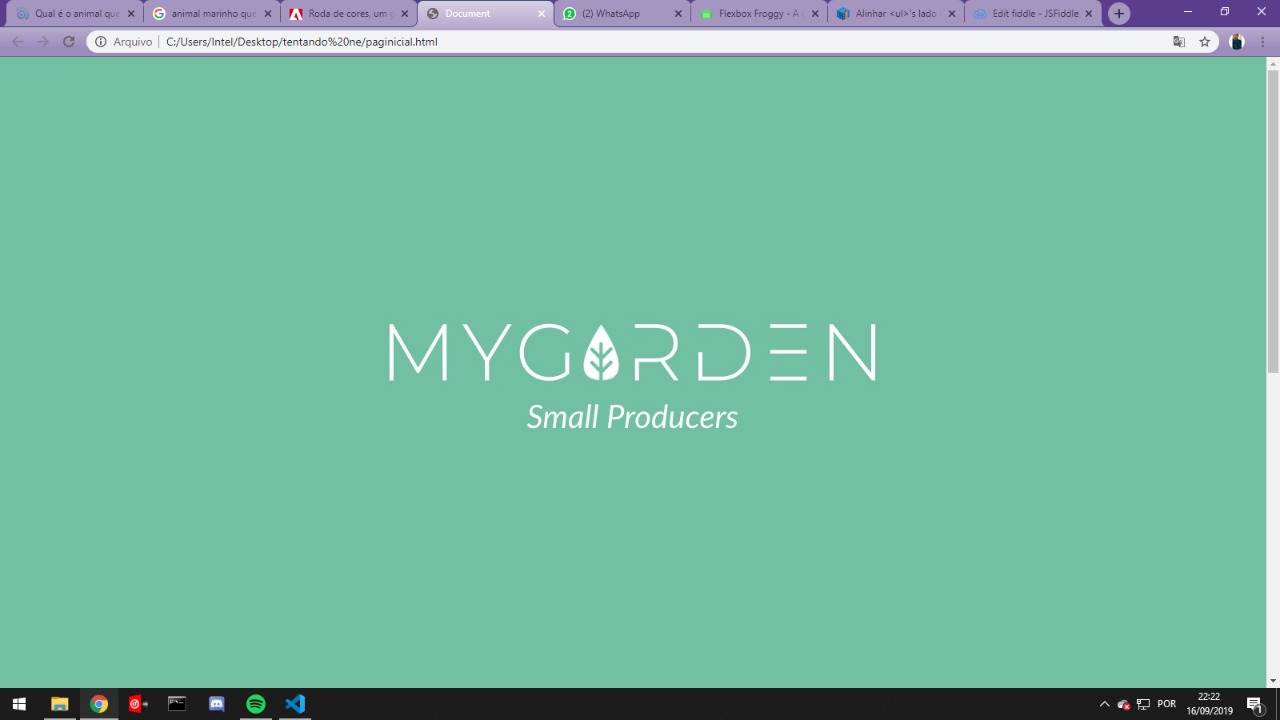 Qual é o animal que
animal marinho que
Roda de cores, um g
Document
(2) WhatsApp
Flexbox Froggy - A g
Alinhar <ul>'s lado
Edit fiddle - JSFiddle
Arquivo
C:/Users/Intel/Desktop/tentando%20ne/paginicial.html
MYGARDEN
Small Producers
POR
22:22
16/09/2019
1